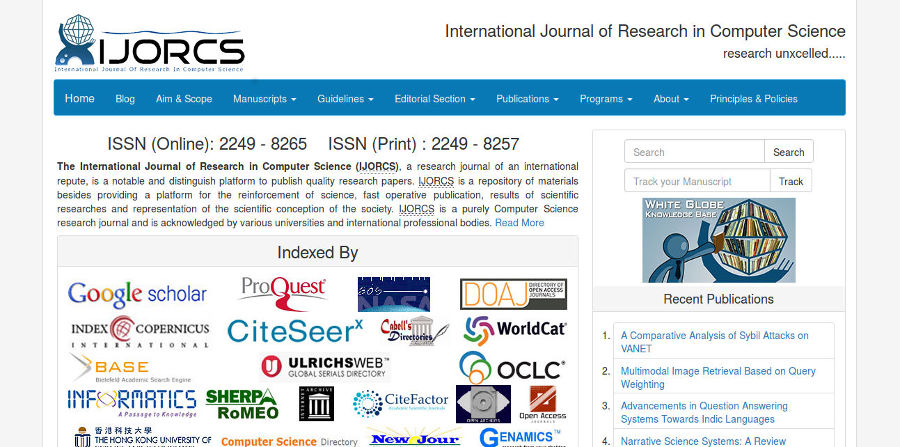 IJORCS
International Journal Of Research In Computer Science
International Journal of Research in Computer Science
research unxcelled.....
Home Blog Aim & Scope Manuscripts Guidelines Editorial Section Publications Programs About Principles & Policies
ISSN (Online): 2249 - 8265 ISSN (Print) : 2249 - 8257
The International Journal of Research in Computer Science (IJORCS), a research journal of an international
repute, is a notable and distinguish platform to publish quality research papers. IJORCS is a repository of materials
besides providing a platform for the reinforcement of science, fast operative publication, results of scientific
researches and representation of the scientific conception of the society. IJORCS is a purely Computer Science
research journal and is acknowledged by various universities and international professional bodies. Read More
Indexed By
Google scholar
ProQuest
NASA
DOAJ DIRECTORY OF
OPEN ACCESS
JOURNALS
INDEX COPERNICUS
INTERNATIONAL
CiteSeerx
Cabell's
Directories
WorldCat
BASE
Bielefeld Academic Search Engine
ULRICHSWEB™
GLOBAL SERIALS DIRECTORY
OCLC
INFORMATICS
A Passage to Knowledge
SHERPA
RoMEO
INTERNET ARCHIVE
CiteFactor
Academic Scientific Journals
OPEN ARCHIVES
Open Access
JOURNALS
香港科技大學
THE HONG KONG UNIVERSITY OF
Computer Science Directory
NewJour
GENAMICS™
Search Search
Track your Manuscript Track
WHITE GLOBE
KNOWLEDGE BASE
Recent Publications
1. A Comparative Analysis of Sybil Attacks on
VANET
2. Multimodal Image Retrieval Based on Query
Weighting
3. Advancements in Question Answering
Systems Towards Indic Languages
4. Narrative Science Systems: A Review